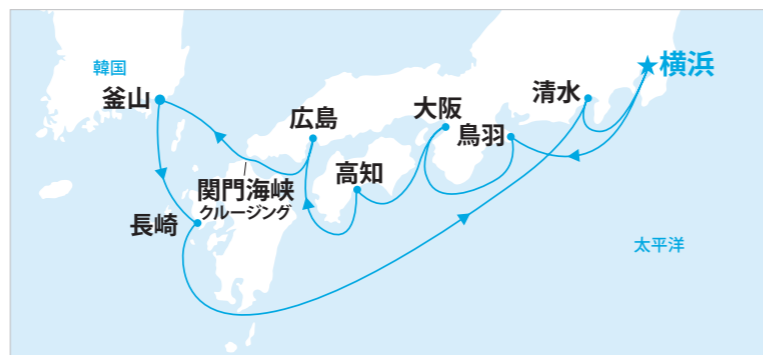 韓国
釜山
広島
大阪
清水
★横浜
鳥羽
高知
関門海峡
クルージング
長崎
太平洋